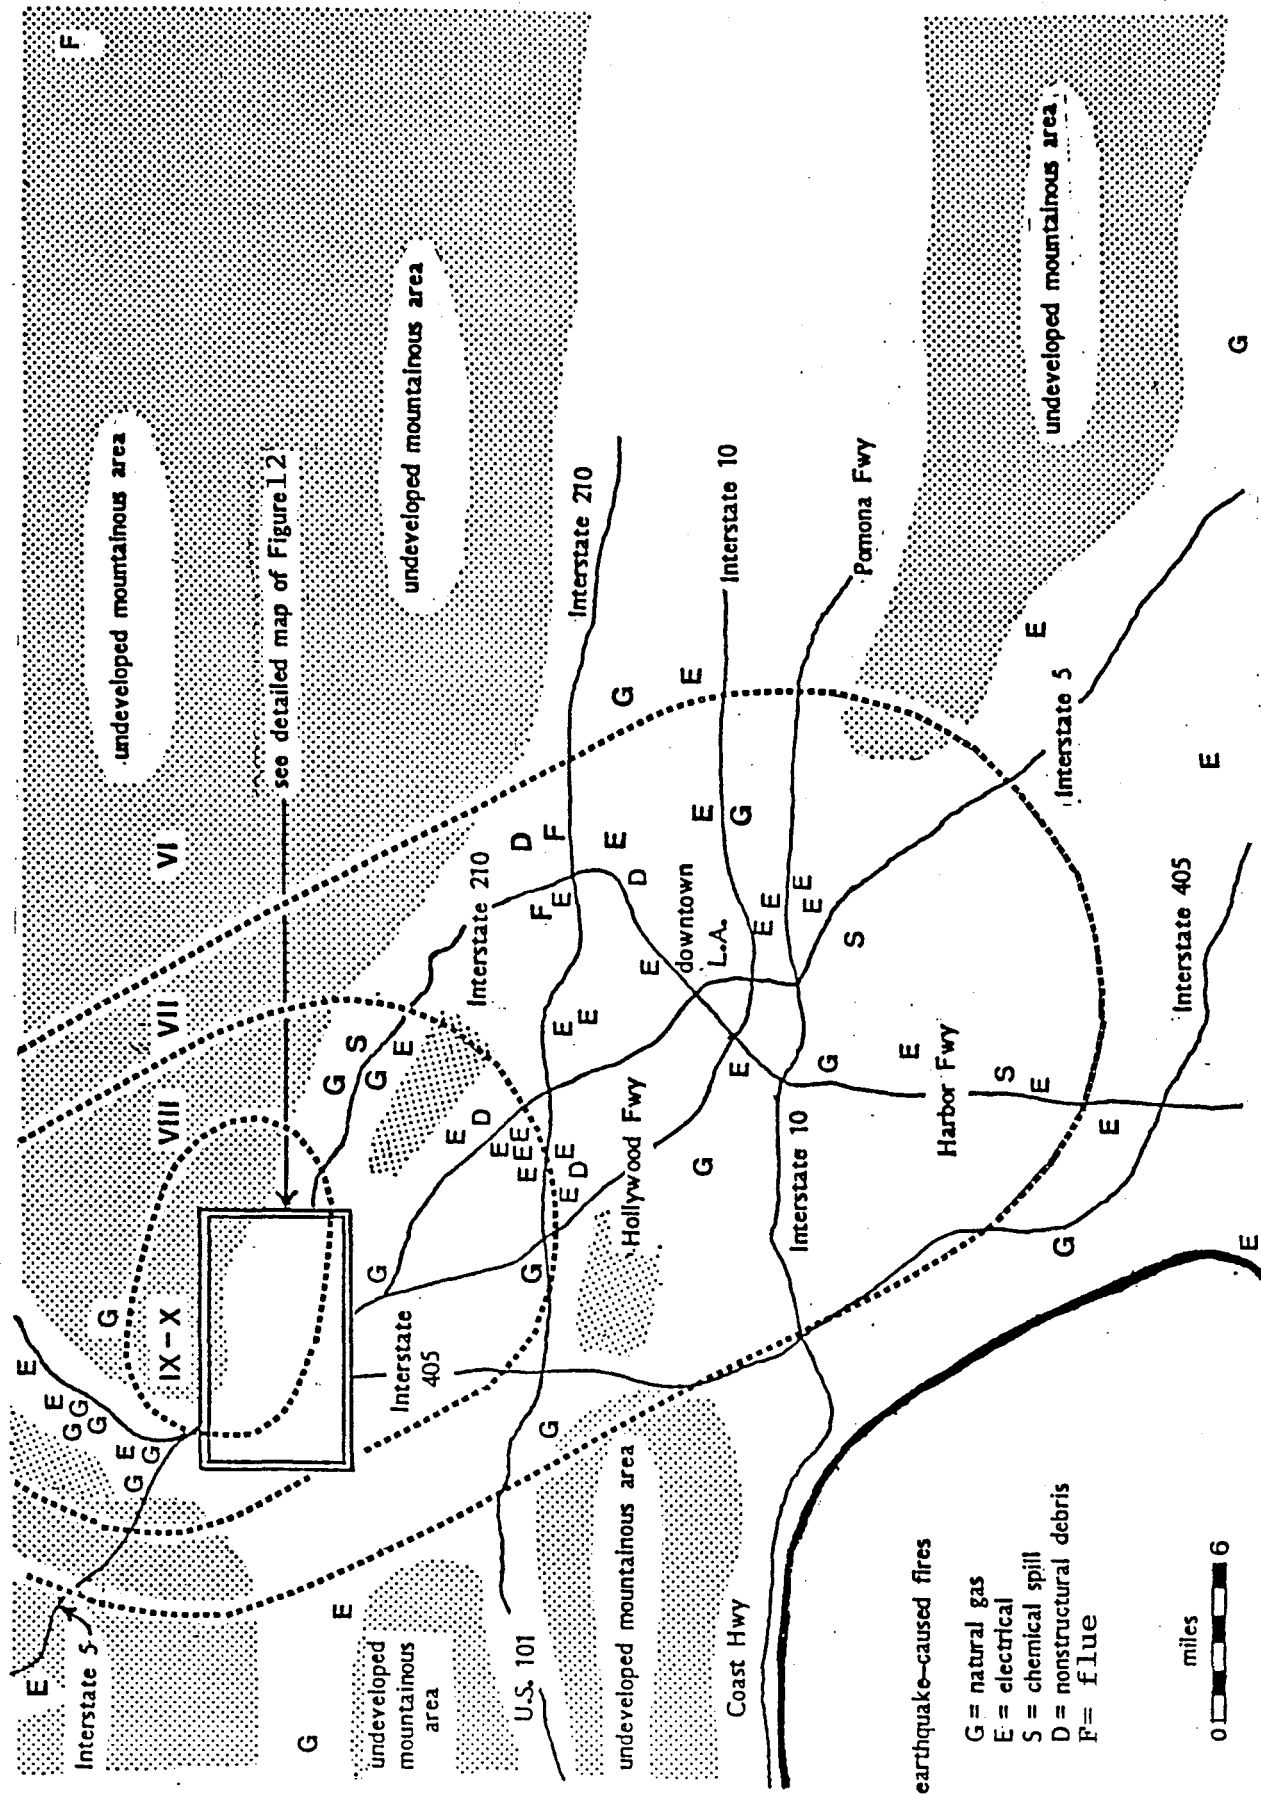 F
undeveloped mountainous area
see detailed map of Figure 12
undeveloped mountainous area
undeveloped mountainous area
VI
VII
VIII
IX-X
Interstate 5
E
E
E
G
G
G
E
G
G
G
G
E
undeveloped
mountainous
area
G
S
G
E
Interstate 210
Interstate 210
G
Interstate
405
E
D
E
E
E
E
E
D
E
G
G
U.S. 101
undeveloped mountainous area
D
F
F
E
E
D
E
E
E
G
E
downtown
L.A.
E
G
E
E
E
E
Interstate 10
Pomona Fwy
S
Hollywood Fwy
E
G
G
Interstate 10
E
Harbor Fwy
S
E
E
G
E
Coast Hwy
Interstate 5
E
E
G
Interstate 405
earthquake-caused fires
G = natural gas
E = electrical
S = chemical spill
D = nonstructural debris
F= flue
miles
0
6